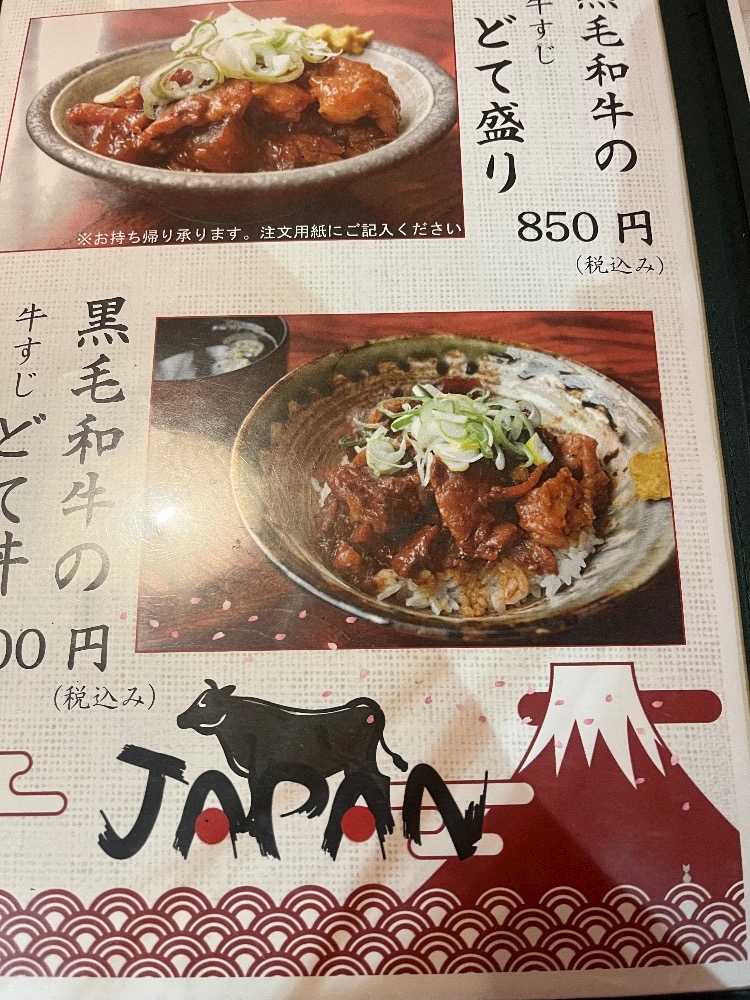 黒毛和牛の
牛すじ
どて盛り
850 円
(税込み)
※お持ち帰り承ります。注文用紙にご記入ください
黒毛和牛の
牛すじ
どて丼
00 円
(税込み)
JAPAN